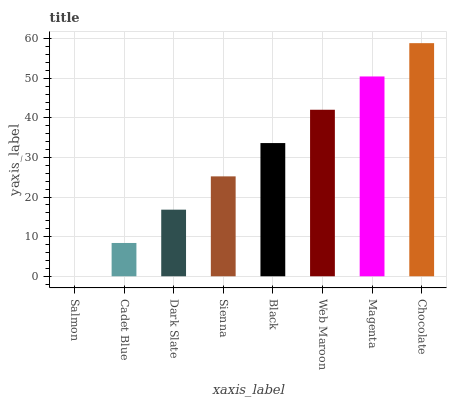 title
yaxis_label
60
50
40
30
20
10
0
Salmon
Cadet Blue
Dark Slate
Sienna
Black
Web Maroon
Magenta
Chocolate
xaxis_label